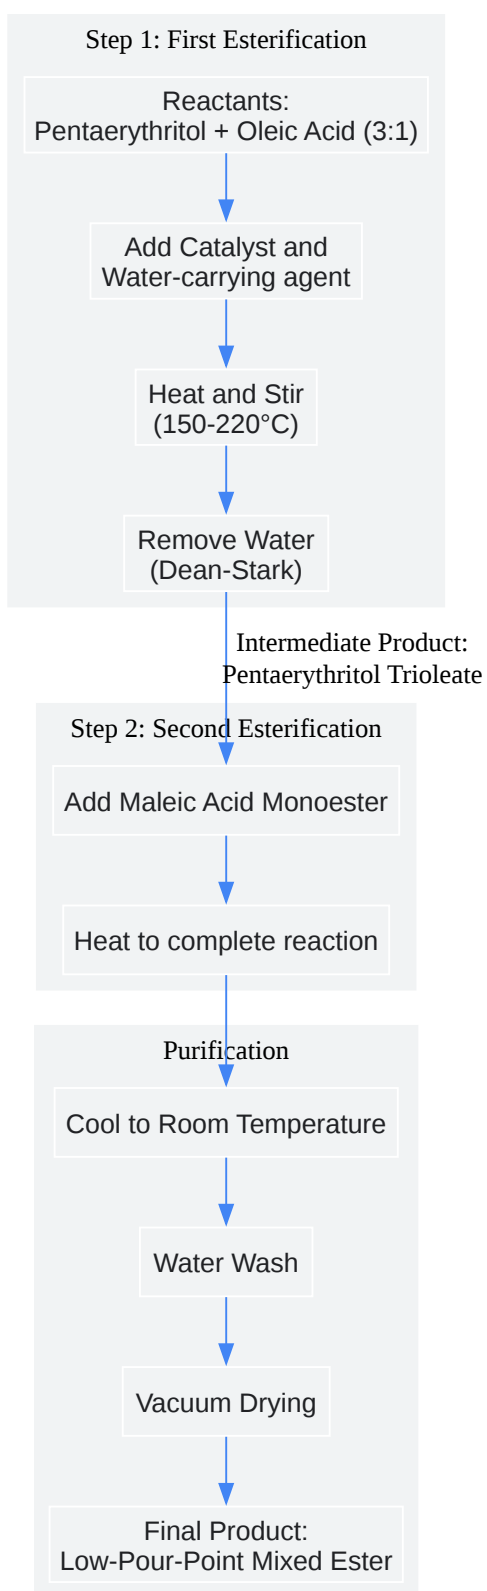 Step 1: First Esterification
Reactants:
Pentaerythritol + Oleic Acid (3:1)
Add Catalyst and
Water-carrying agent
Heat and Stir
(150-220°C)
Remove Water
(Dean-Stark)
Intermediate Product:
Pentaerythritol Trioleate
Step 2: Second Esterification
Add Maleic Acid Monoester
Heat to complete reaction
Purification
Cool to Room Temperature
Water Wash
Vacuum Drying
Final Product:
Low-Pour-Point Mixed Ester